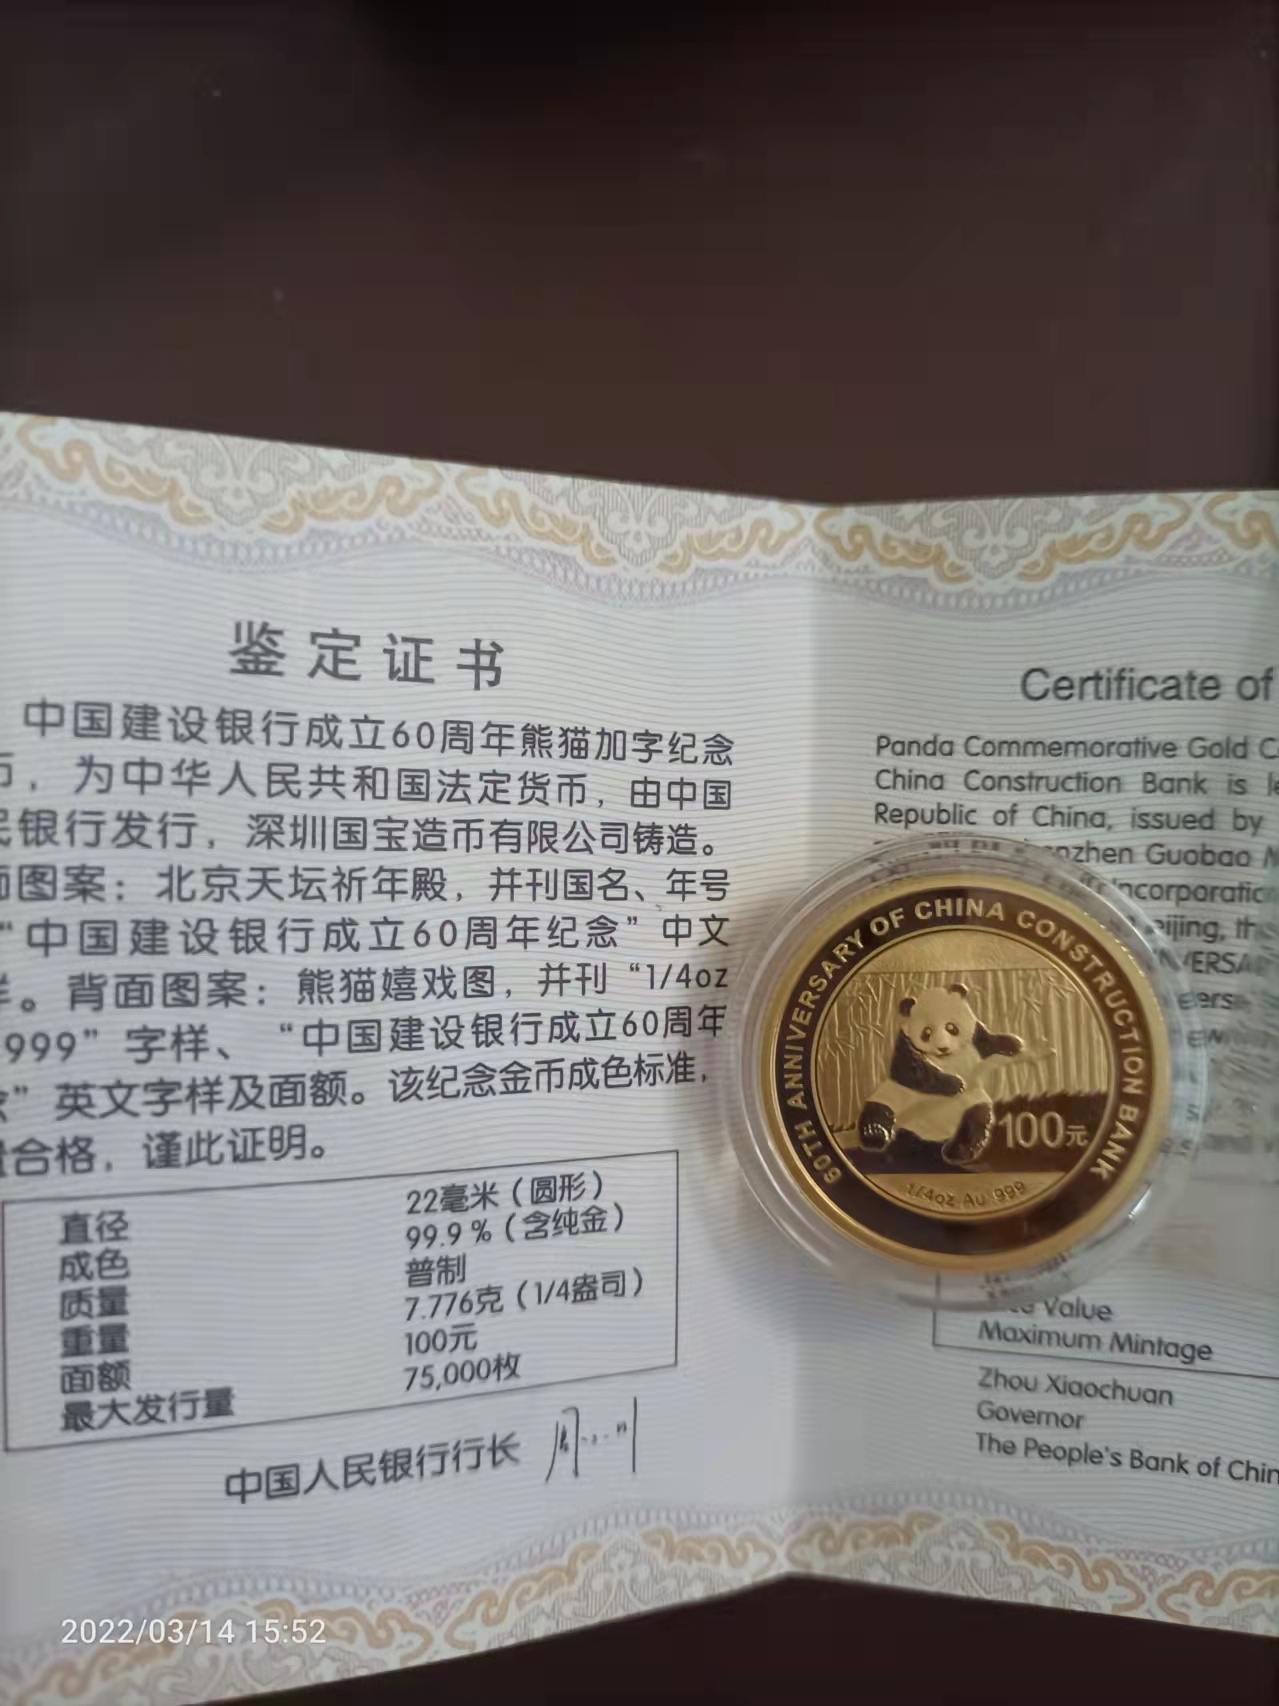 鉴定证书
中国建设银行成立60周年熊猫加字纪念
币，为中华人民共和国法定货币，由中国
民银行发行，深圳国宝造币有限公司铸造。
面图案：北京天坛祈年殿，并刊国名、年号
“中国建设银行成立60周年纪念”中文
样。背面图案：熊猫嬉戏图，并刊“1/4oz
999”字样、“中国建设银行成立60周年
念”英文字样及面额。该纪念金币成色标准，
量合格，谨此证明。
直径 22毫米（圆形）
成色 99.9%（含纯金）
质量 普制
重量 7.776克（1/4盎司）
面额 100元
最大发行量 75,000枚
中国人民银行行长
Certificate of
Panda Commemorative Gold C
China Construction Bank is le
Republic of China, issued by
nzhen Guobao M
Incorporatic
eijing, th
VERSA
60TH ANNIVERSARY OF CHINA CONSTRUCTION BANK
100元
1/4oz Au 999
Value
Maximum Mintage
Zhou Xiaochuan
Governor
The People's Bank of Chin
2022/03/14 15:52